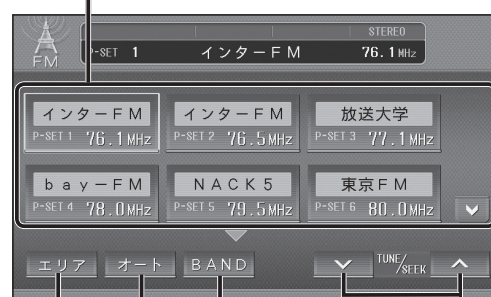 STEREO
FM P-SET 1 インターFM 76.1MHz
インターFM インターFM 放送大学
P-SET 1 76.1MHz P-SET 2 76.5MHz P-SET 3 77.1MHz
bay-FM NACK5 東京FM
P-SET 4 78.0MHz P-SET 5 79.5MHz P-SET 6 80.0MHz
エリア オート BAND TUNE/
/SEEK